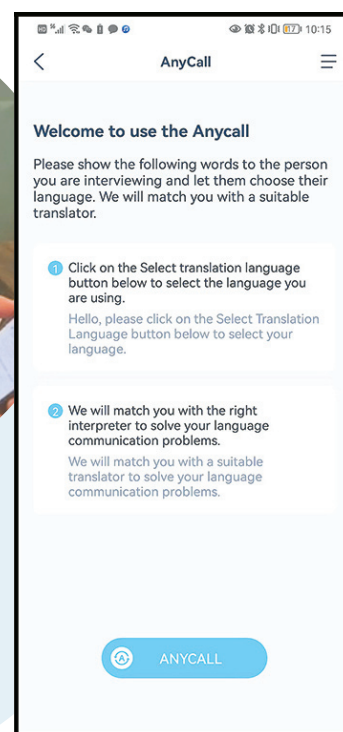 17 10:15
AnyCall
Welcome to use the Anycall
Please show the following words to the person
you are interviewing and let them choose their
language. We will match you with a suitable
translator.
1 Click on the Select translation language
button below to select the language you
are using.
Hello, please click on the Select Translation
Language button below to select your
language.
2 We will match you with the right
interpreter to solve your language
communication problems.
We will match you with a suitable
translator to solve your language
communication problems.
A ANYCALL